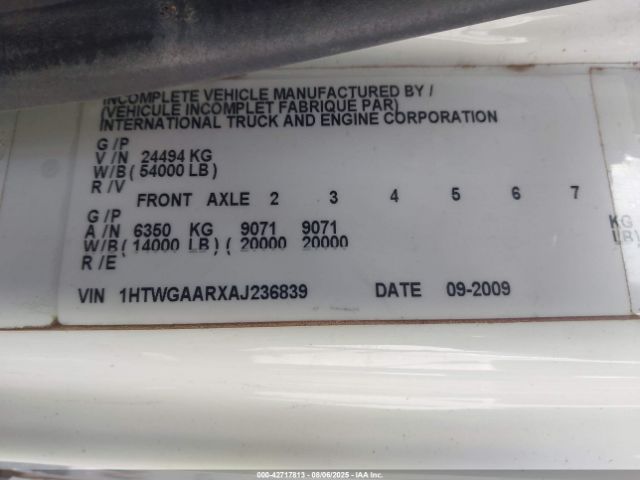 INCOMPLETE VEHICLE MANUFACTURED BY /
(VEHICULE INCOMPLET FABRIQUE PAR)
INTERNATIONAL TRUCK AND ENGINE CORPORATION
G/P
V/N 24494 KG
W/B( 54000 LB)
R/V
FRONT AXLE 2 3 4 5 6 7
G/P
A/N 6350 KG 9071 9071
W/B( 14000 LB) ( 20000 20000
R/E
KG
LB)
VIN 1HTWGAARXAJ236839 DATE 09-2009
000-42717813 - 08/06/2025 - IAA Inc.